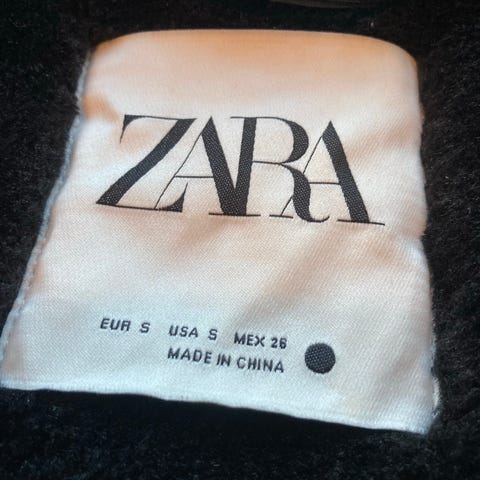 ZARA
EUR S USA S MEX 26
MADE IN CHINA